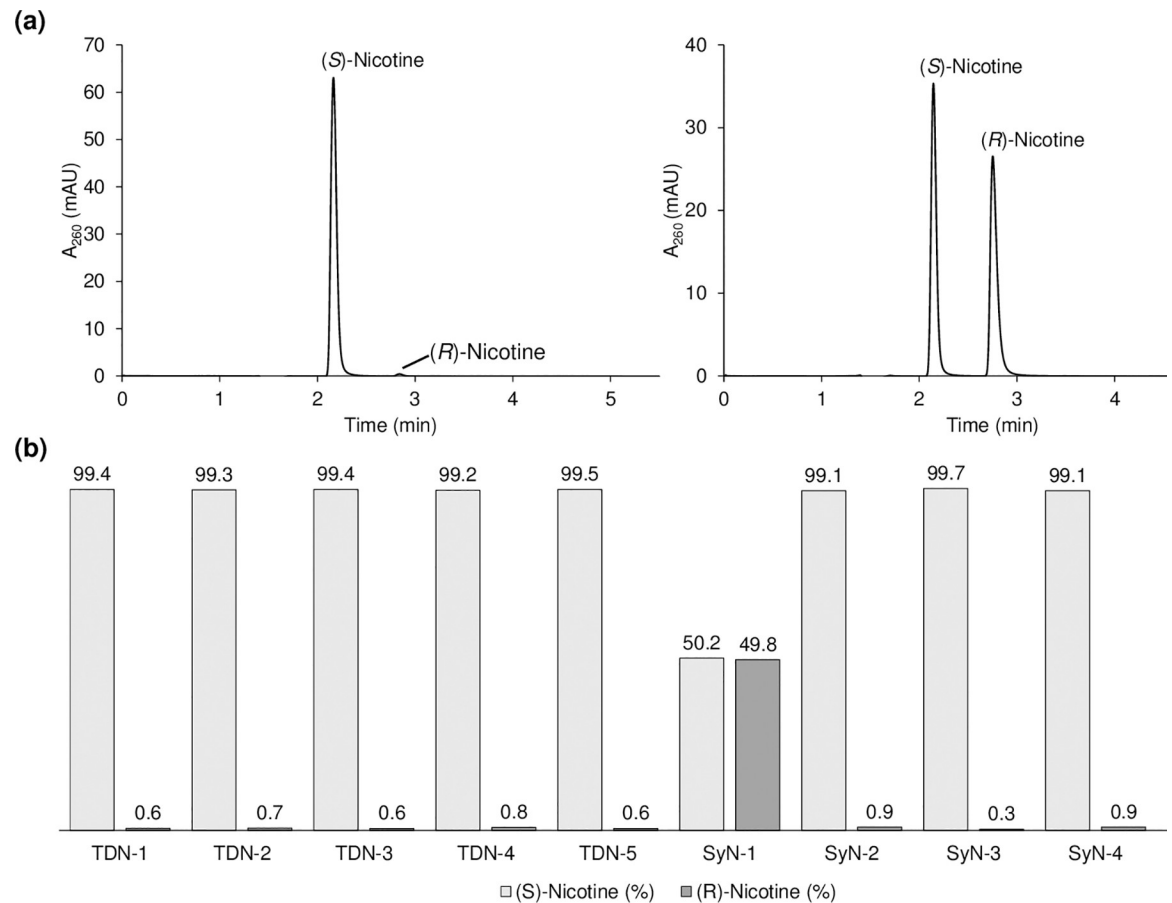 (a)
70
60
50
40
30
20
10
0
A260 (mAU)
(S)-Nicotine
(R)-Nicotine
0 1 2 3 4 5
Time (min)
40
30
20
10
0
A260 (mAU)
(S)-Nicotine
(R)-Nicotine
0 1 2 3 4
Time (min)
(b)
99.4 99.3 99.4 99.2 99.5 99.1 99.7 99.1
50.2 49.8
0.6 0.7 0.6 0.8 0.6 0.9 0.3 0.9
TDN-1 TDN-2 TDN-3 TDN-4 TDN-5 SyN-1 SyN-2 SyN-3 SyN-4
(S)-Nicotine (%) (R)-Nicotine (%)